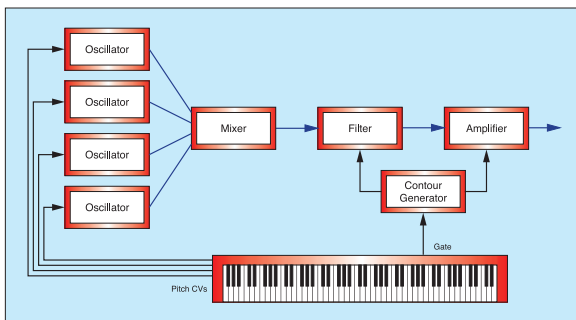 Oscillator
Oscillator
Oscillator
Oscillator
Mixer
Filter
Amplifier
Contour
Generator
Gate
Pitch CVs